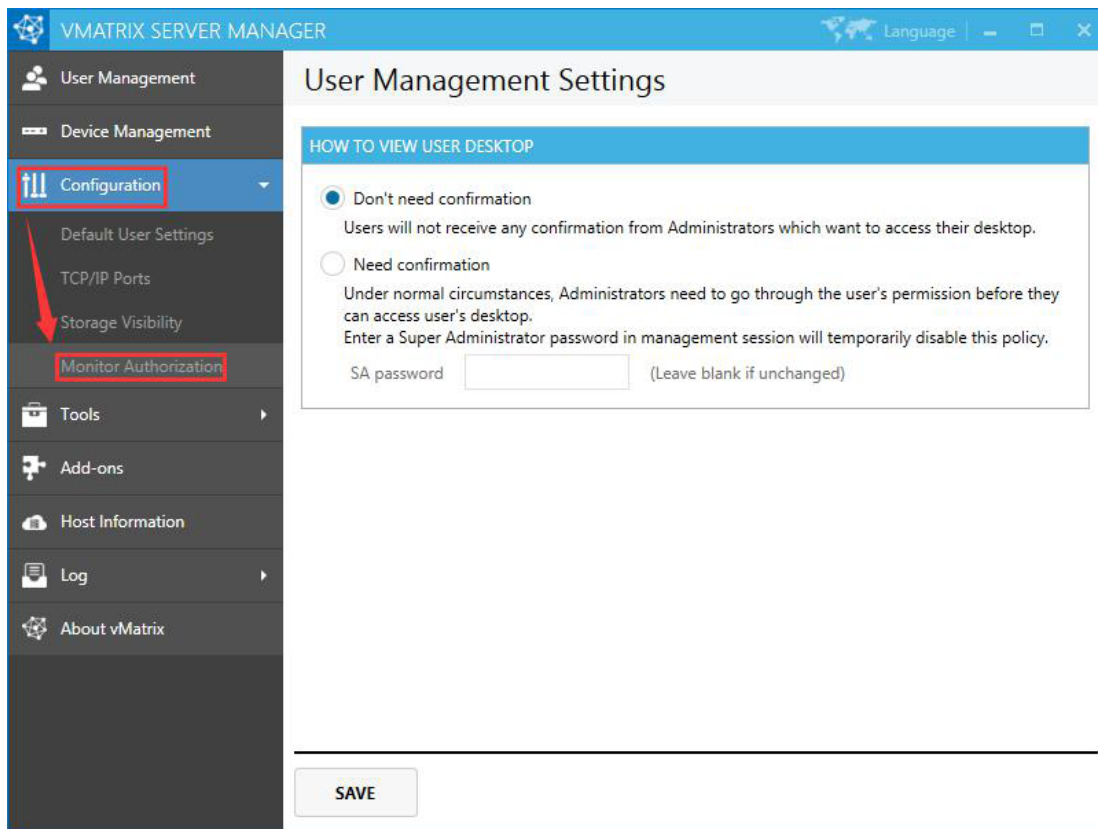 VMATRIX SERVER MANAGER
Language
User Management
Device Management
Configuration
Default User Settings
TCP/IP Ports
Storage Visibility
Monitor Authorization
Tools
Add-ons
Host Information
Log
About vMatrix
User Management Settings
HOW TO VIEW USER DESKTOP
Don't need confirmation
Users will not receive any confirmation from Administrators which want to access their desktop.
Need confirmation
Under normal circumstances, Administrators need to go through the user's permission before they
can access user's desktop.
Enter a Super Administrator password in management session will temporarily disable this policy.
SA password (Leave blank if unchanged)
SAVE